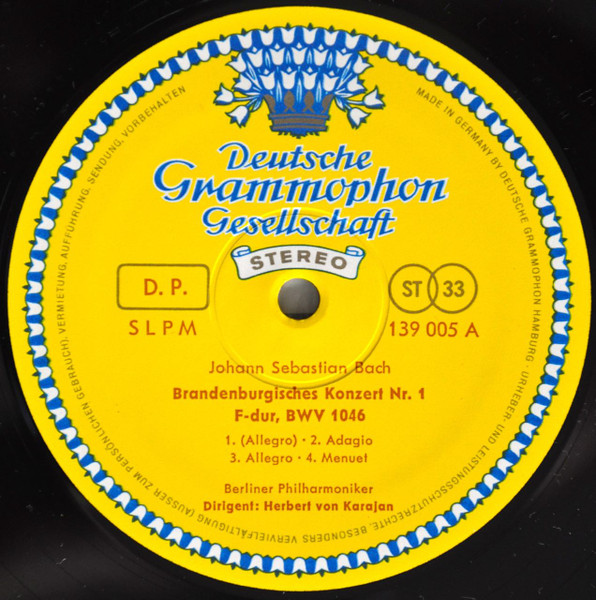 Deutsche
Grammophon
Gesellschaft
STEREO
D. P.
ST 33
SLPM
139 005 A
Johann Sebastian Bach
Brandenburgisches Konzert Nr. 1
F-dur, BWV 1046
1. (Allegro) · 2. Adagio
3. Allegro · 4. Menuet
Berliner Philharmoniker
Dirigent: Herbert von Karajan
MADE IN GERMANY BY DEUTSCHE GRAMMOPHON HAMBURG · URHEBER- UND LEISTUNGSSCHUTZRECHTE, BESONDERS VERVIELFÄLTIGUNG (AUSSER ZUM PERSÖNLICHEN GEBRAUCH), VERMIETUNG, AUFFÜHRUNG, SENDUNG, VORBEHALTEN